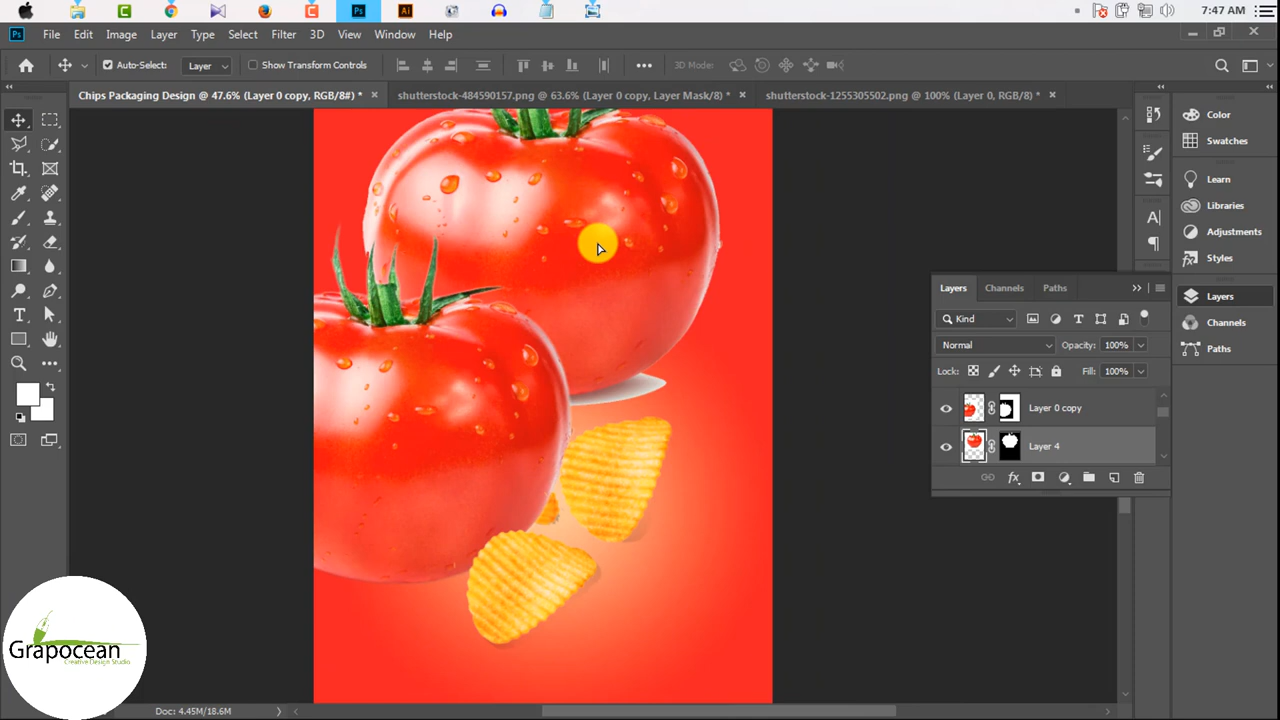 7:47 AM
Ps File Edit Image Layer Type Select Filter 3D View Window Help
Auto-Select: Layer Show Transform Controls 3D Mode:
Chips Packaging Design @ 47.6% (Layer 0 copy, RGB/8#) * shutterstock-484590157.png @ 63.6% (Layer 0 copy, Layer Mask/8) * shutterstock-1255305502.png @ 100% (Layer 0, RGB/8) *
Color
Swatches
Learn
Libraries
Adjustments
Styles
Layers
Channels
Paths
Layers Channels Paths
Kind
Normal Opacity: 100%
Lock: Fill: 100%
Layer 0 copy
Layer 4
fx
Grapocean
Creative Design Studio
Doc: 4.45M/18.6M